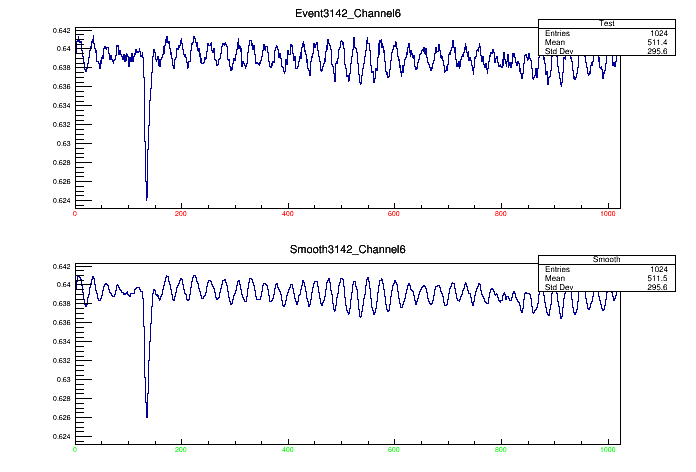 Event3142_Channel6
Test
Entries 1024
Mean 511.4
Std Dev 295.6
0.642
0.64
0.638
0.636
0.634
0.632
0.63
0.628
0.626
0.624
0 200 400 600 800 1000
Smooth3142_Channel6
Smooth
Entries 1024
Mean 511.5
Std Dev 295.6
0.642
0.64
0.638
0.636
0.634
0.632
0.63
0.628
0.626
0.624
0 200 400 600 800 1000